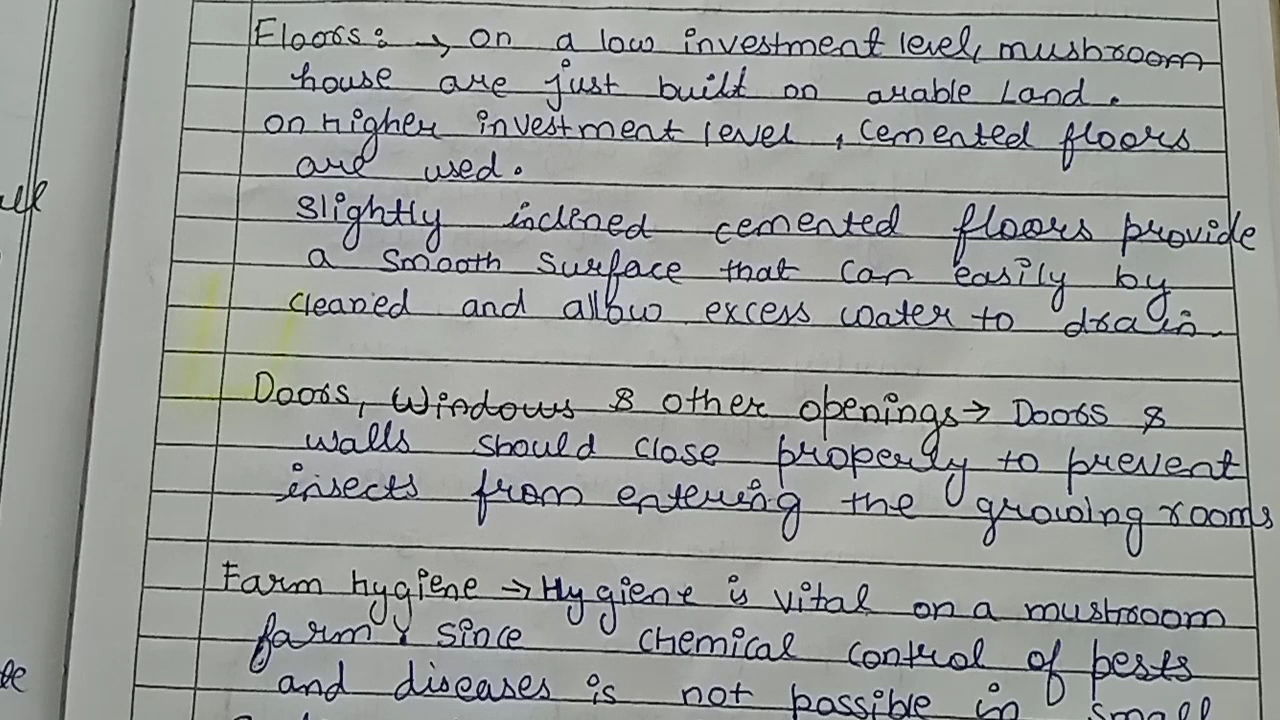 Floors: → on a low investment level, mushroom
house are just built on arable Land.
on higher investment level, cemented floors
are used.
slightly inclined cemented floors provide
a smooth surface that can easily by
cleaned and allow excess water to drain.
Doors, Windows & other openings → Doors &
walls should close properly to prevent
insects from entering the growing rooms
Farm hygiene → Hygiene is vital on a mushroom
farm, since chemical control of pests
and diseases is not possible in small